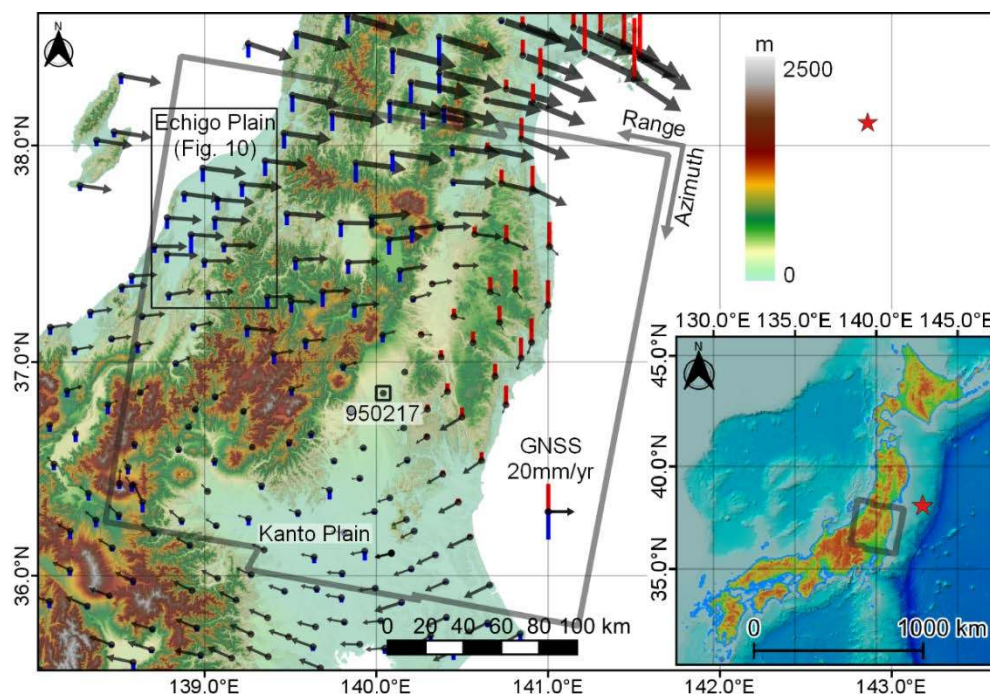 N
Echigo Plain
(Fig. 10)
Range
Azimuth
m
2500
0
38.0°N
37.0°N
36.0°N
950217
GNSS
20mm/yr
Kanto Plain
0 20 40 60 80 100 km
139.0°E
140.0°E
141.0°E
142.0°E
143.0°E
130.0°E
135.0°E
140.0°E
145.0°E
N
45.0°N
40.0°N
35.0°N
0
1000 km